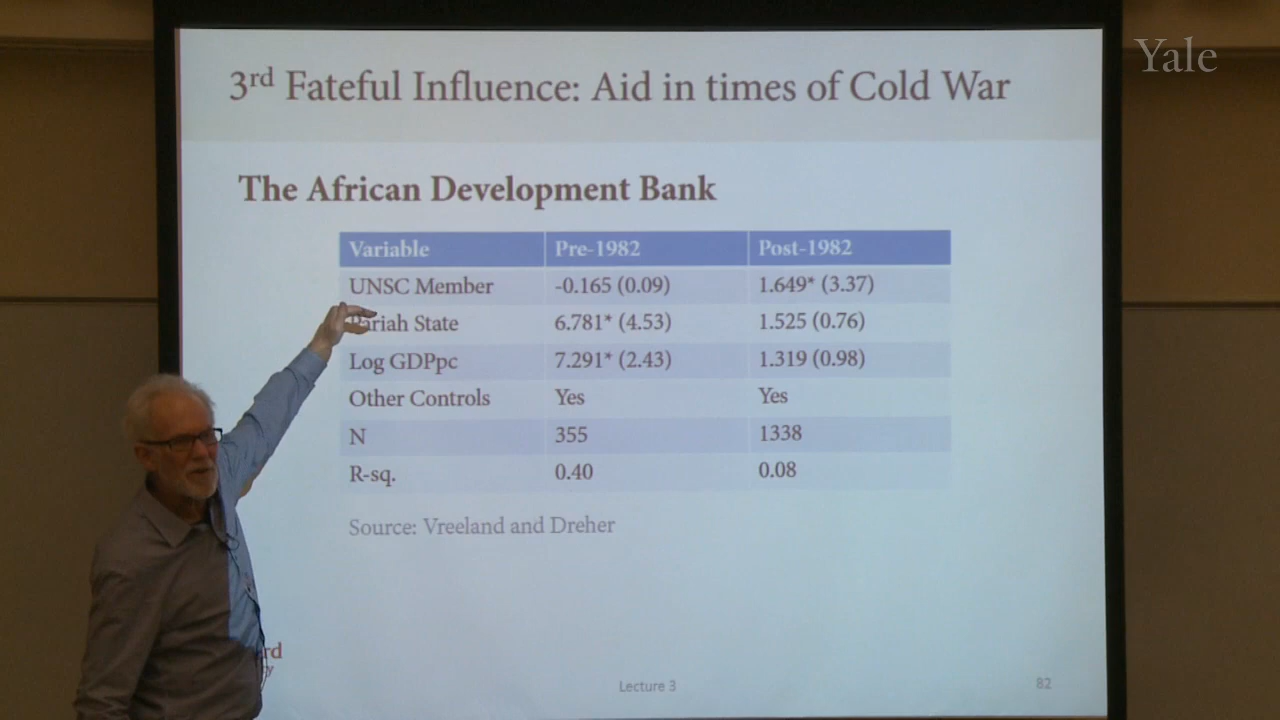 Yale
3rd Fateful Influence: Aid in times of Cold War
The African Development Bank
Variable Pre-1982 Post-1982
UNSC Member -0.165 (0.09) 1.649* (3.37)
Pariah State 6.781* (4.53) 1.525 (0.76)
Log GDPpc 7.291* (2.43) 1.319 (0.98)
Other Controls Yes Yes
N 355 1338
R-sq. 0.40 0.08
Source: Vreeland and Dreher
Lecture 3 82